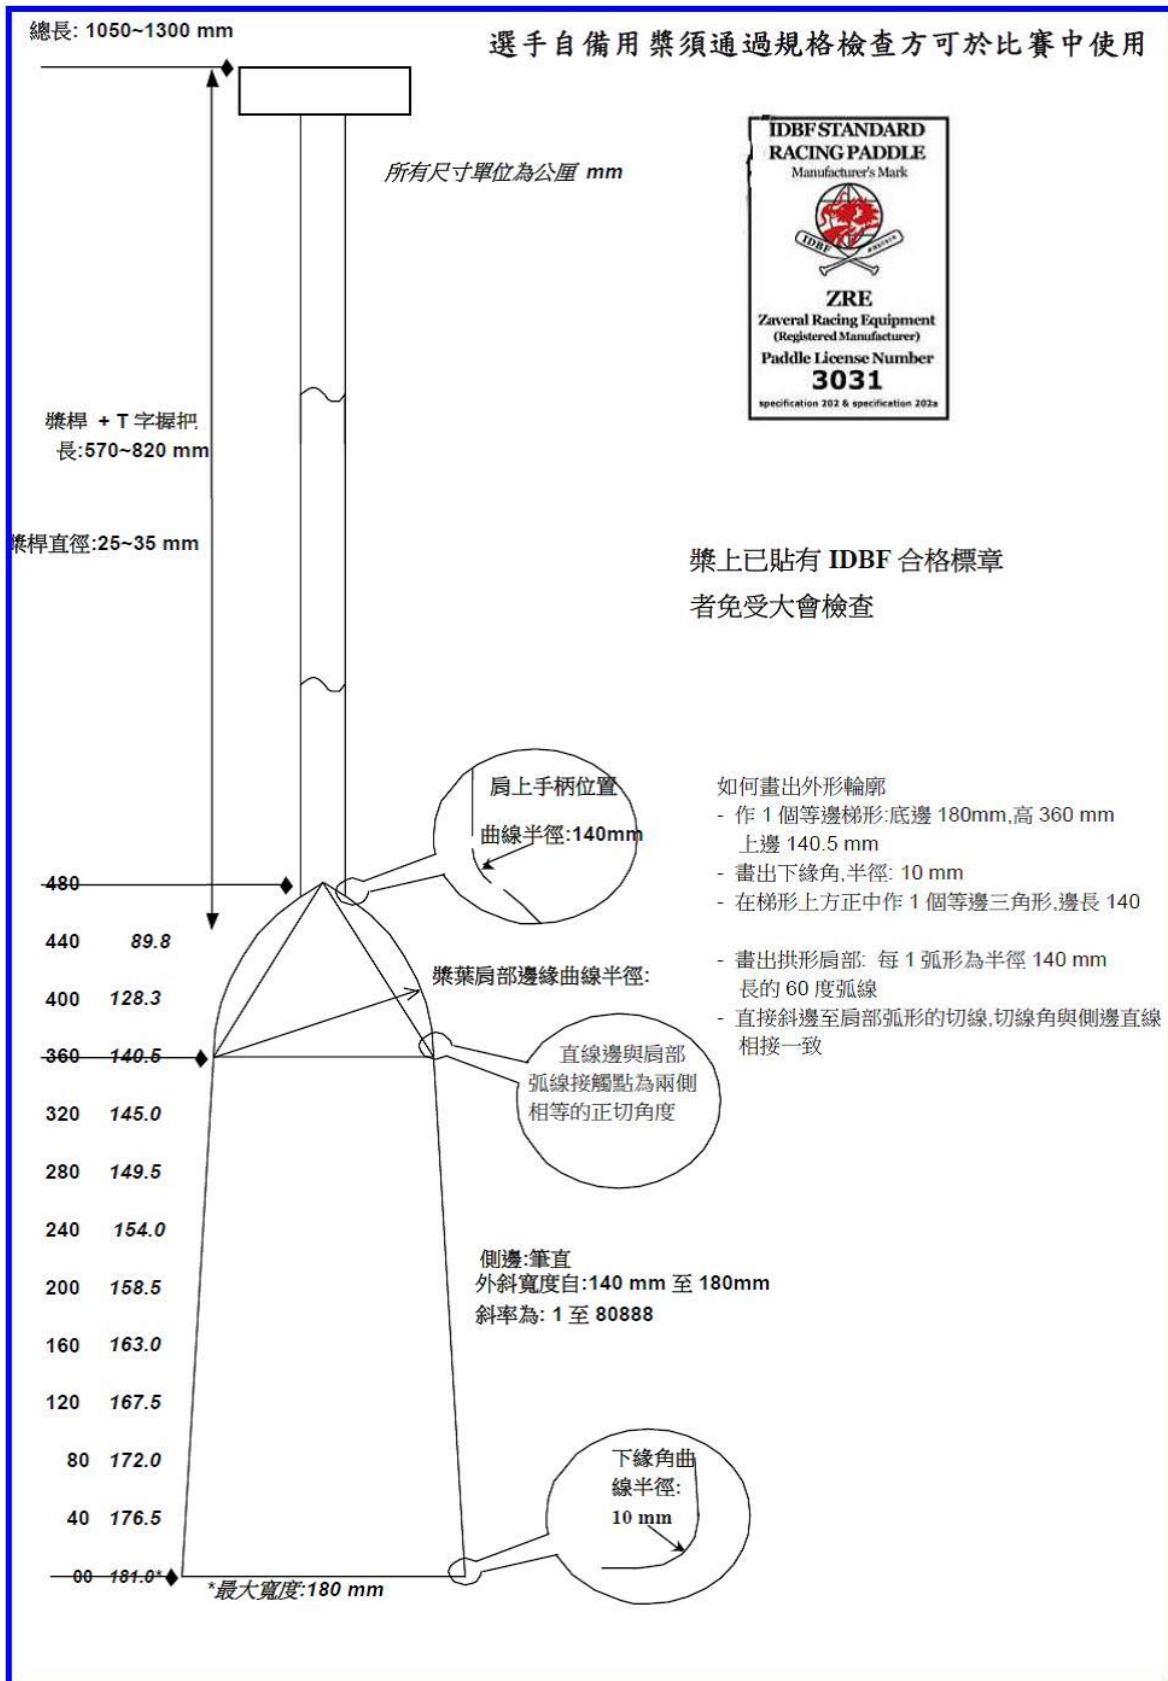 總長: 1050~1300 mm
選手自備用槳須通過規格檢查方可於比賽中使用
IDBF STANDARD
RACING PADDLE
Manufacturer's Mark
IDBF
ZRE
Zaveral Racing Equipment
(Registered Manufacturer)
Paddle License Number
3031
specification 202 & specification 202a
所有尺寸單位為公厘 mm
槳桿 + T 字握把
長:570~820 mm
槳桿直徑:25~35 mm
槳上已貼有 IDBF 合格標章
者免受大會檢查
肩上手柄位置
曲線半徑:140mm
如何畫出外形輪廓
- 作 1 個等邊梯形:底邊 180mm,高 360 mm
上邊 140.5 mm
- 畫出下緣角,半徑: 10 mm
- 在梯形上方正中作 1 個等邊三角形,邊長 140
- 畫出拱形肩部: 每 1 弧形為半徑 140 mm
長的 60 度弧線
- 直接斜邊至肩部弧形的切線,切線角與側邊直線
相接一致
槳葉肩部邊緣曲線半徑:
直線邊與肩部
弧線接觸點為兩側
相等的正切角度
480
440 89.8
400 128.3
360 140.5
320 145.0
280 149.5
240 154.0
200 158.5
160 163.0
120 167.5
80 172.0
40 176.5
00 181.0*
側邊:筆直
外斜寬度自:140 mm 至 180mm
斜率為: 1 至 80888
下緣角曲
線半徑:
10 mm
*最大寬度:180 mm